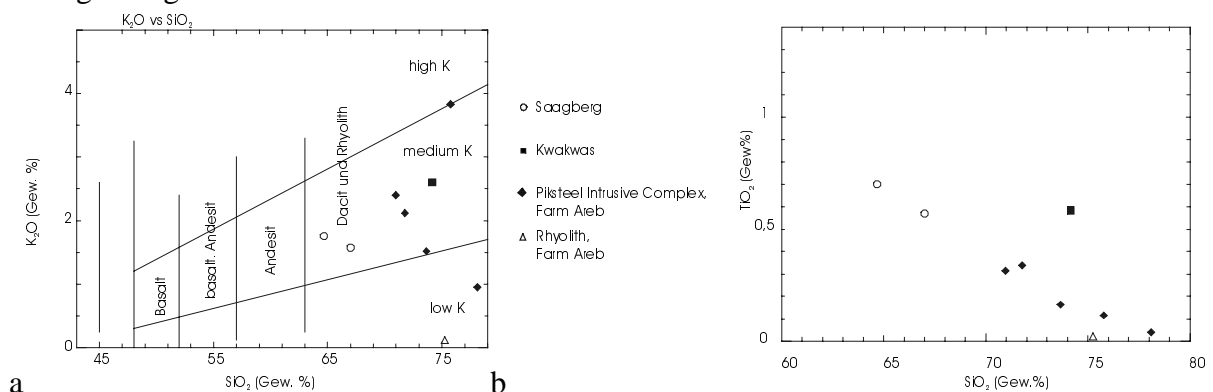 K₂O vs SiO₂
high K
4
Dacit und Rhyolith
medium K
K₂O (Gew. %)
2
Basalt
basalt. Andesit
Andesit
low K
0
45
55
65
75
SiO₂ (Gew. %)
a
Saagberg
Kwakwas
Piksteel Intrusive Complex,
Farm Areb
Rhyolith,
Farm Areb
1
TiO₂ (Gew%)
0,5
0
60
65
70
75
80
SiO₂ (Gew.%)
b